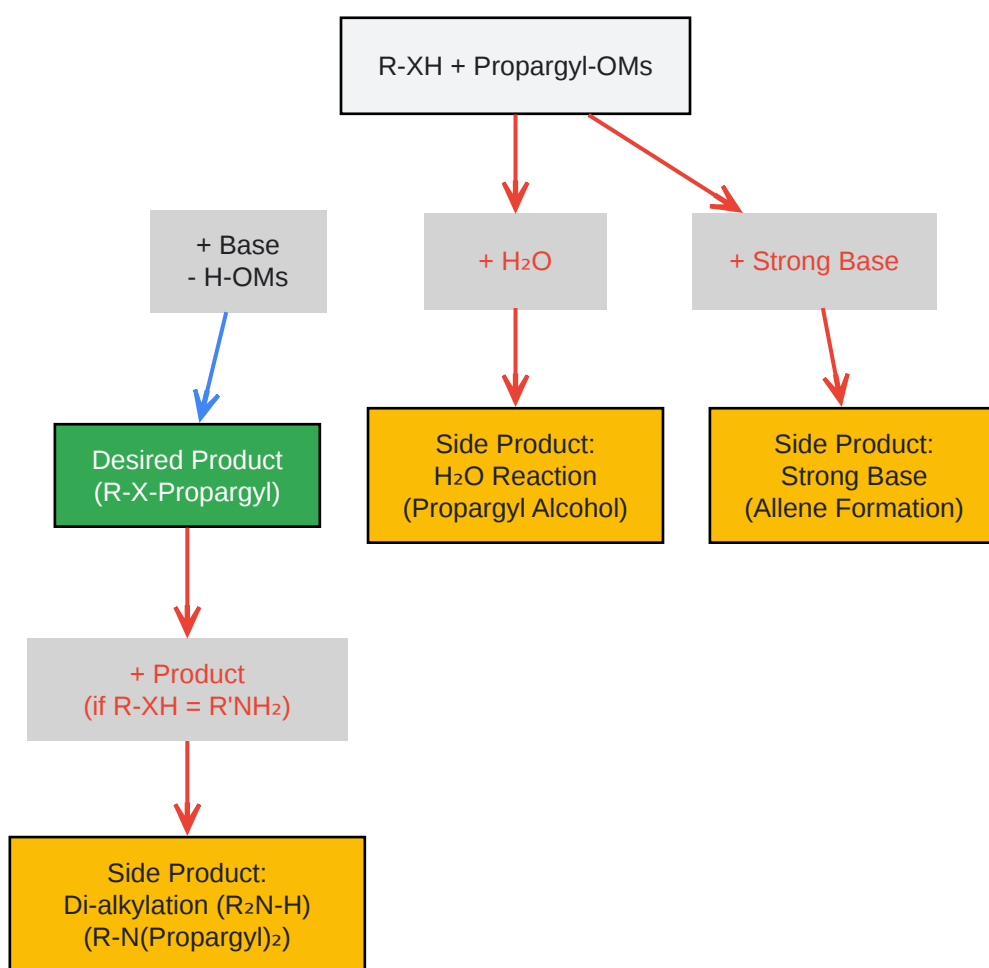 R-XH + Propargyl-OMs
+ Base
- H-OMs
+ H₂O
+ Strong Base
Desired Product
(R-X-Propargyl)
Side Product:
H₂O Reaction
(Propargyl Alcohol)
Side Product:
Strong Base
(Allene Formation)
+ Product
(if R-XH = R'NH₂)
Side Product:
Di-alkylation (R₂N-H)
(R-N(Propargyl)₂)